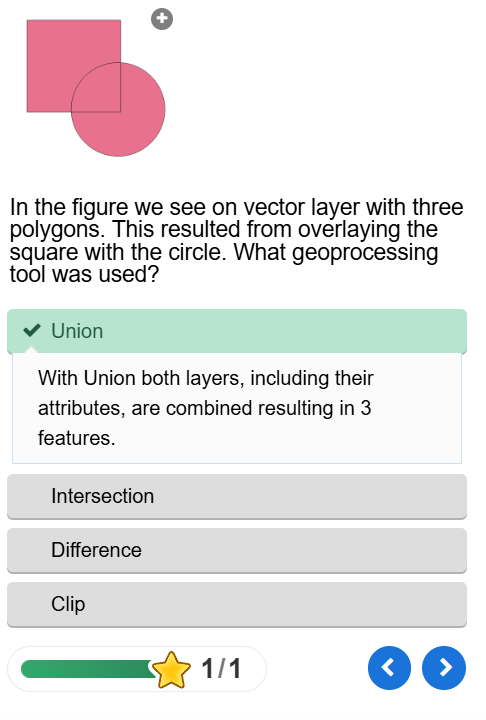 In the figure we see on vector layer with three
polygons. This resulted from overlaying the
square with the circle. What geoprocessing
tool was used?
Union
With Union both layers, including their
attributes, are combined resulting in 3
features.
Intersection
Difference
Clip
1/1